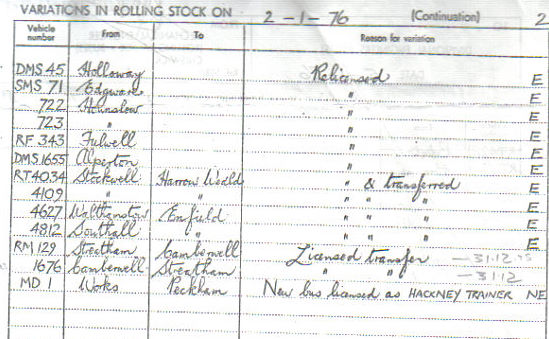 VARIATIONS IN ROLLING STOCK ON 2-1-76 (Continuation) 2
Vehicle number From To Reason for variation
DMS 45 Holloway Relicensed E
SMS 71 Edgware " E
722 Hounslow " E
723 " " E
RF 343 Fulwell " E
DMS 1655 Alperton " E
RT 4034 Stockwell Harrow Weald " & transferred E
4109 " " " " E
4627 Walthamstow Enfield " " E
4812 Southall " " " E
RM 129 Streatham Camberwell Licensed transfer - 31.12.75
1676 Camberwell Streatham " " - 31.12
MD 1 Works Peckham New bus licensed as HACKNEY TRAINER NE